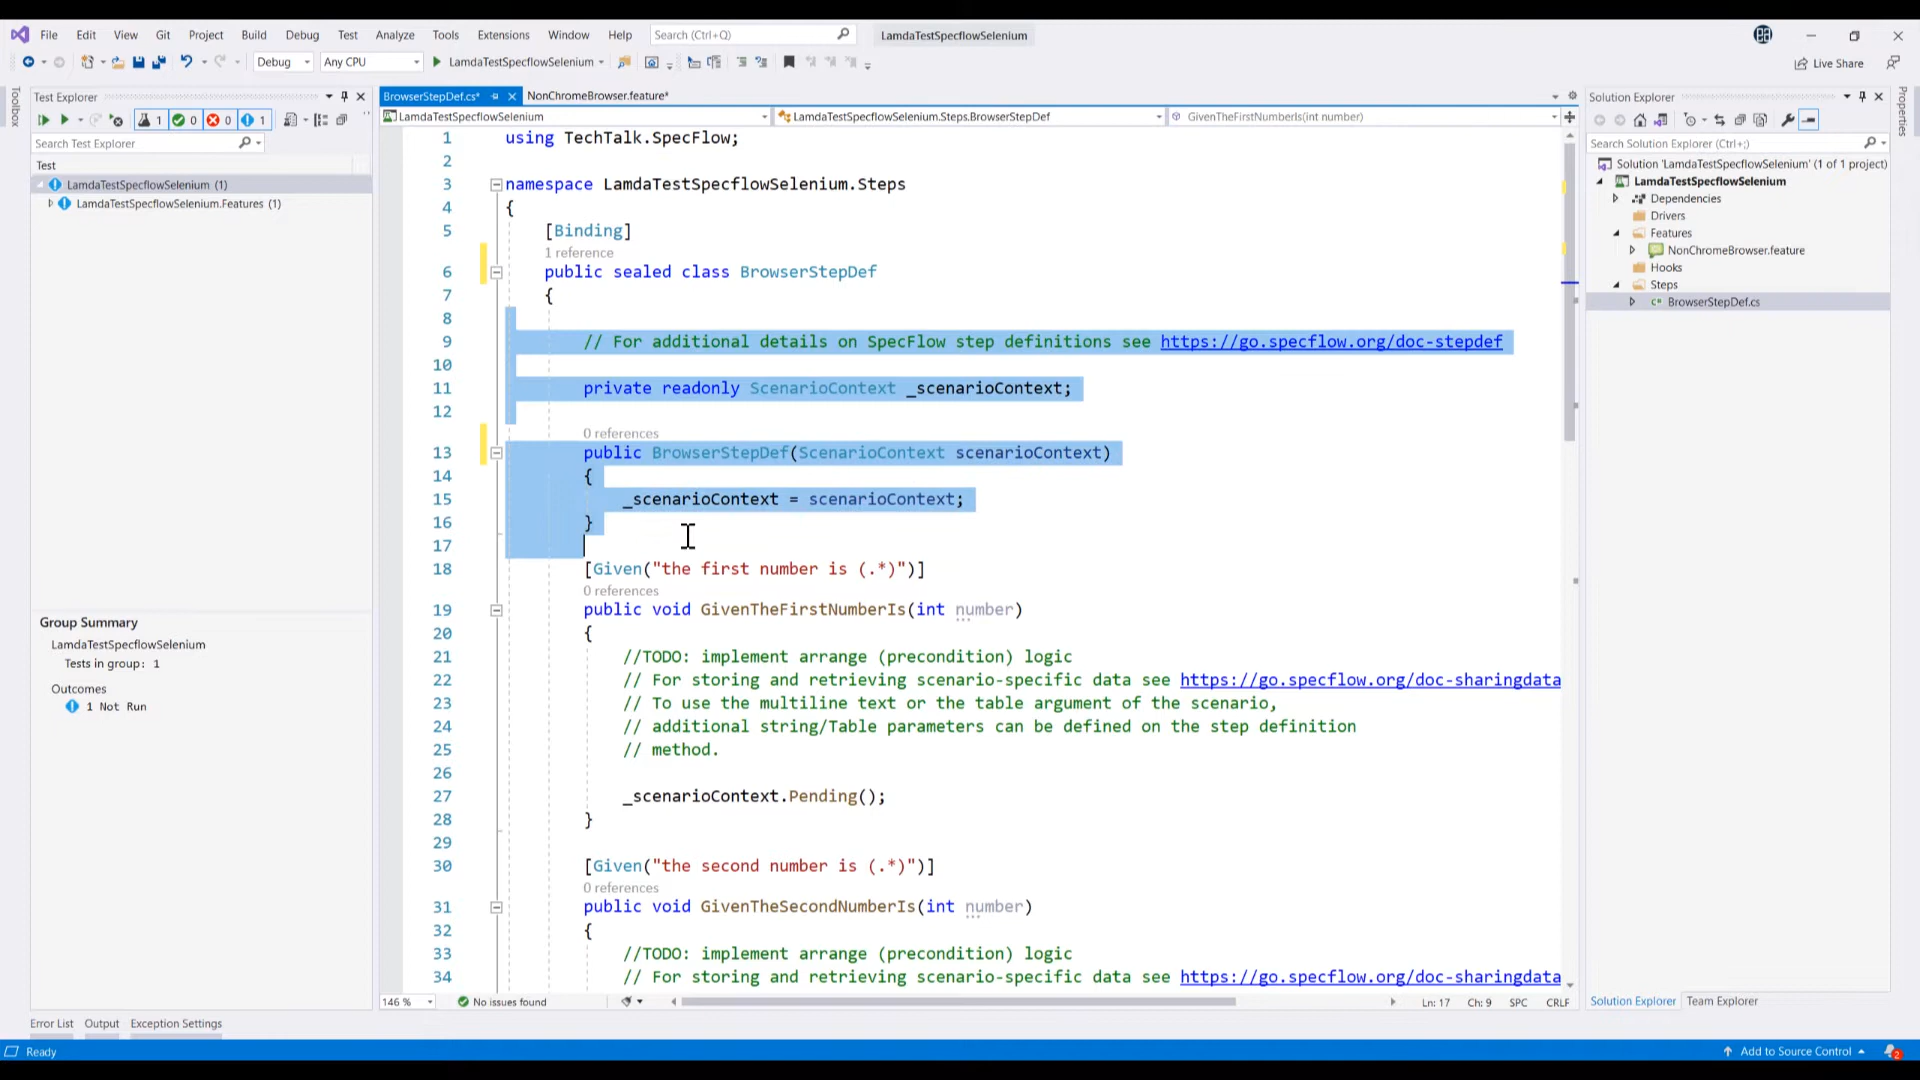 File Edit View Git Project Build Debug Test Analyze Tools Extensions Window Help Search (Ctrl+Q) LamdaTestSpecflowSelenium
Debug Any CPU LamdaTestSpecflowSelenium Live Share
Toolbox
Test Explorer
1 0 0 1
Search Test Explorer
Test
LamdaTestSpecflowSelenium (1)
LamdaTestSpecflowSelenium.Features (1)
Group Summary
LamdaTestSpecflowSelenium
Tests in group: 1
Outcomes
1 Not Run
BrowserStepDef.cs* NonChromeBrowser.feature*
LamdaTestSpecflowSelenium LamdaTestSpecflowSelenium.Steps.BrowserStepDef GivenTheFirstNumberIs(int number)
1 using TechTalk.SpecFlow;
2
3 namespace LamdaTestSpecflowSelenium.Steps
4 {
5 [Binding]
1 reference
6 public sealed class BrowserStepDef
7 {
8
9 // For additional details on SpecFlow step definitions see https://go.specflow.org/doc-stepdef
10
11 private readonly ScenarioContext _scenarioContext;
12
0 references
13 public BrowserStepDef(ScenarioContext scenarioContext)
14 {
15 _scenarioContext = scenarioContext;
16 }
17
18 [Given("the first number is (.*)")]
0 references
19 public void GivenTheFirstNumberIs(int number)
20 {
21 //TODO: implement arrange (precondition) logic
22 // For storing and retrieving scenario-specific data see https://go.specflow.org/doc-sharingdata
23 // To use the multiline text or the table argument of the scenario,
24 // additional string/Table parameters can be defined on the step definition
25 // method.
26
27 _scenarioContext.Pending();
28 }
29
30 [Given("the second number is (.*)")]
0 references
31 public void GivenTheSecondNumberIs(int number)
32 {
33 //TODO: implement arrange (precondition) logic
34 // For storing and retrieving scenario-specific data see https://go.specflow.org/doc-sharingdata
146 % No issues found Ln: 17 Ch: 9 SPC CRLF
Solution Explorer
Search Solution Explorer (Ctrl+;)
Solution 'LamdaTestSpecflowSelenium' (1 of 1 project)
LamdaTestSpecflowSelenium
Dependencies
Drivers
Features
NonChromeBrowser.feature
Hooks
Steps
C# BrowserStepDef.cs
Solution Explorer Team Explorer
Properties
Error List Output Exception Settings
Ready Add to Source Control 2